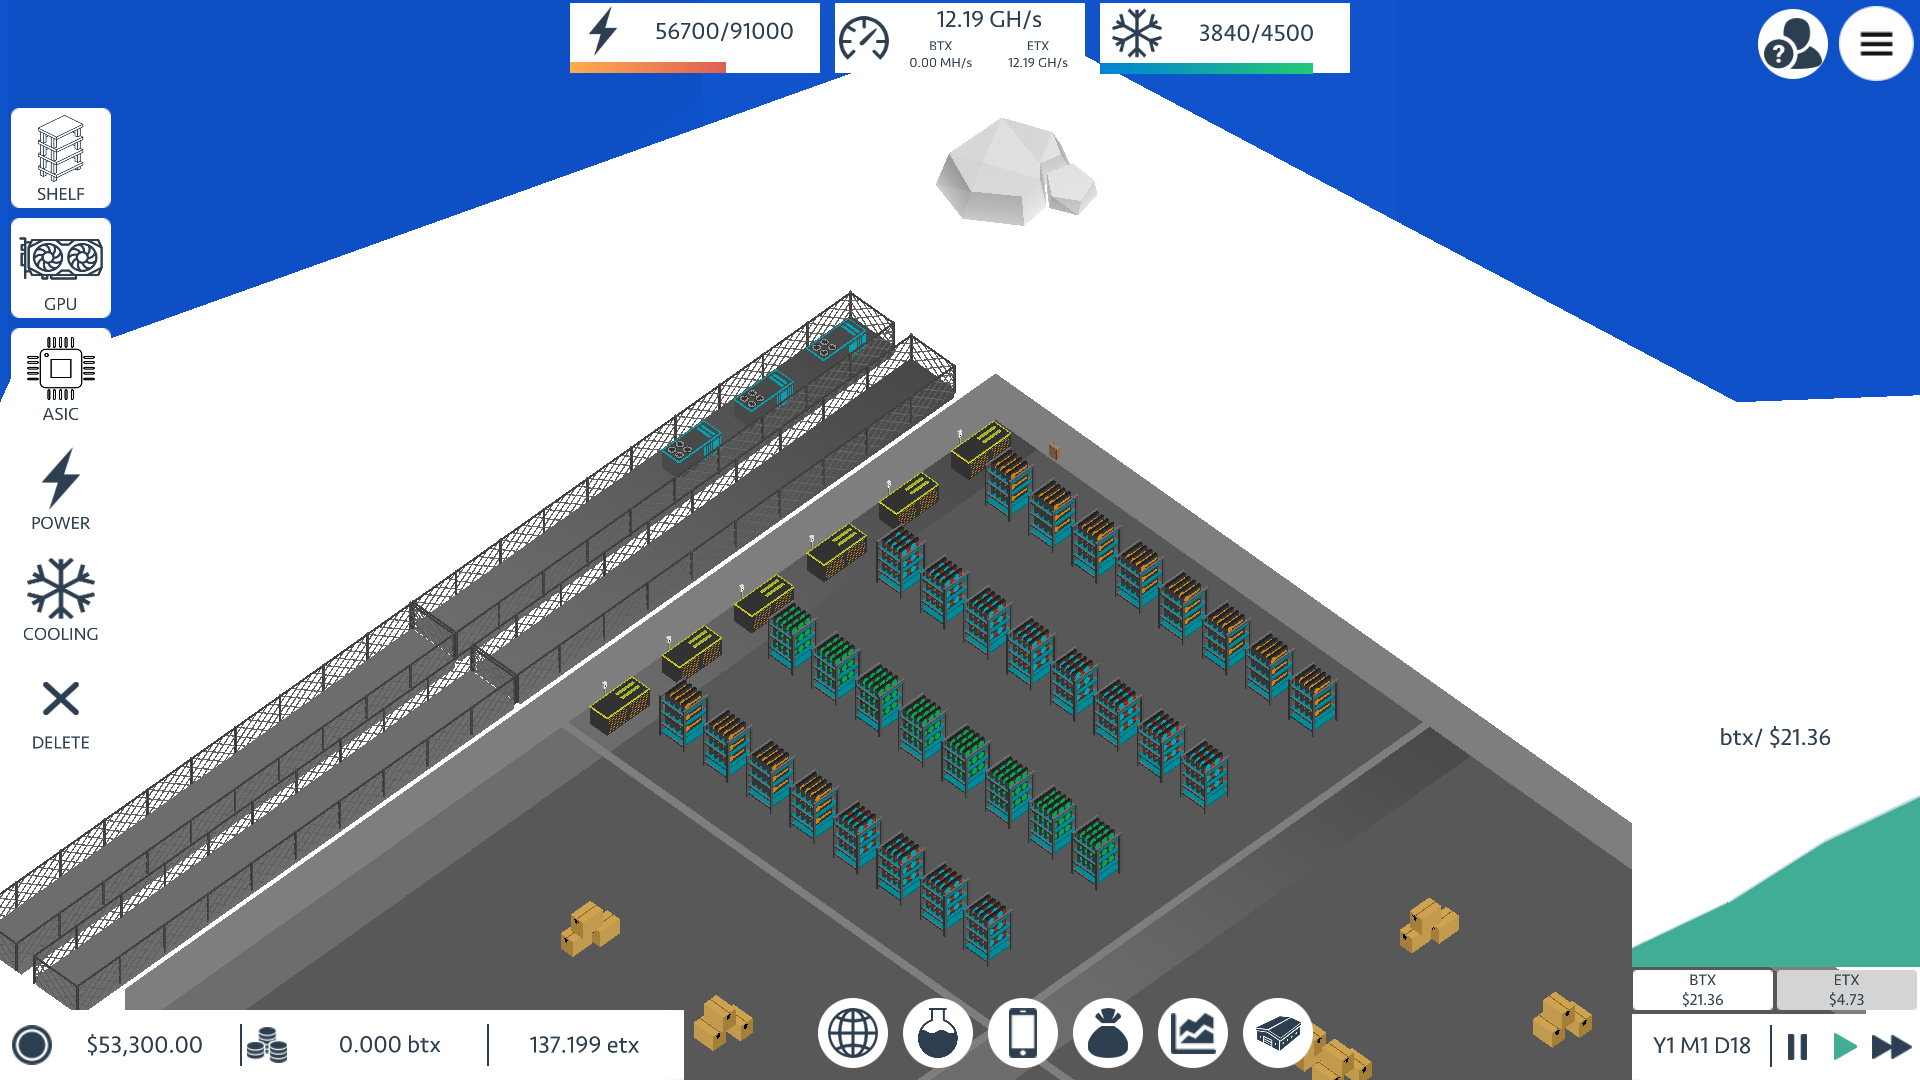 56700/91000
12.19 GH/s
BTX ETX
0.00 MH/s 12.19 GH/s
3840/4500
?
SHELF
GPU
ASIC
POWER
COOLING
DELETE
btx/ $21.36
BTX ETX
$21.36 $4.73
$53,300.00 0.000 btx 137.199 etx
Y1 M1 D18